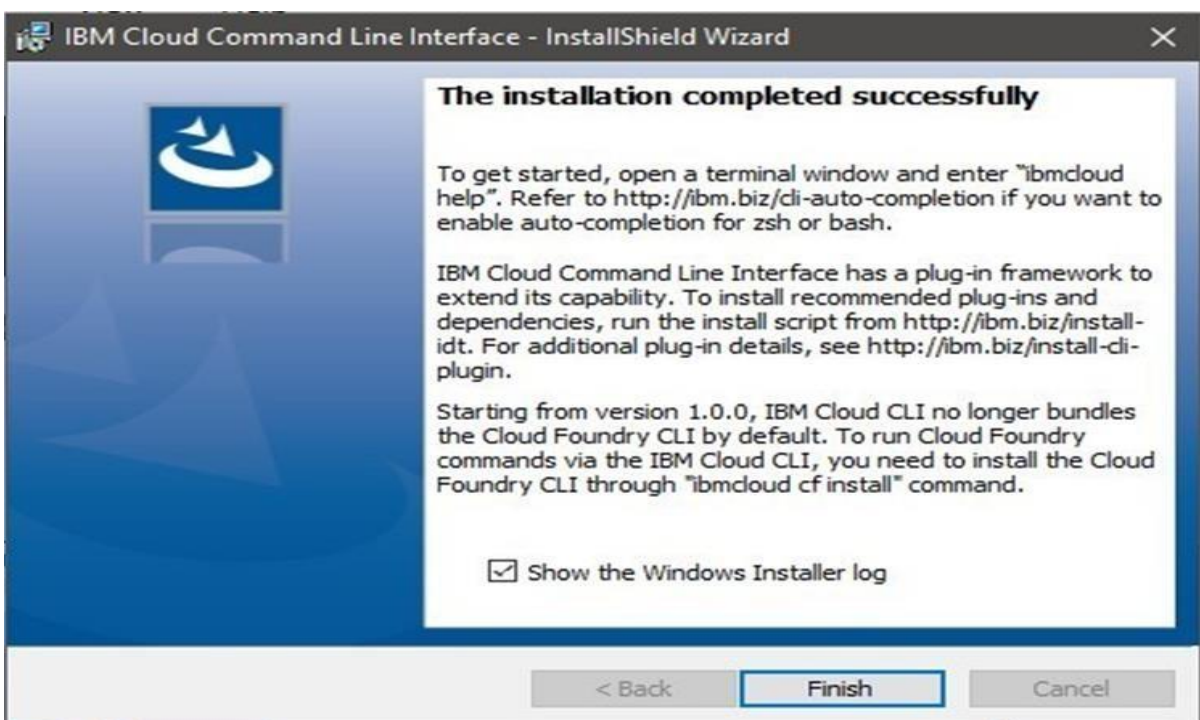 IBM Cloud Command Line Interface - InstallShield Wizard
The installation completed successfully
To get started, open a terminal window and enter "ibmcloud
help". Refer to http://ibm.biz/cli-auto-completion if you want to
enable auto-completion for zsh or bash.
IBM Cloud Command Line Interface has a plug-in framework to
extend its capability. To install recommended plug-ins and
dependencies, run the install script from http://ibm.biz/install-
idt. For additional plug-in details, see http://ibm.biz/install-cli-
plugin.
Starting from version 1.0.0, IBM Cloud CLI no longer bundles
the Cloud Foundry CLI by default. To run Cloud Foundry
commands via the IBM Cloud CLI, you need to install the Cloud
Foundry CLI through "ibmcloud cf install" command.
Show the Windows Installer log
< Back
Finish
Cancel